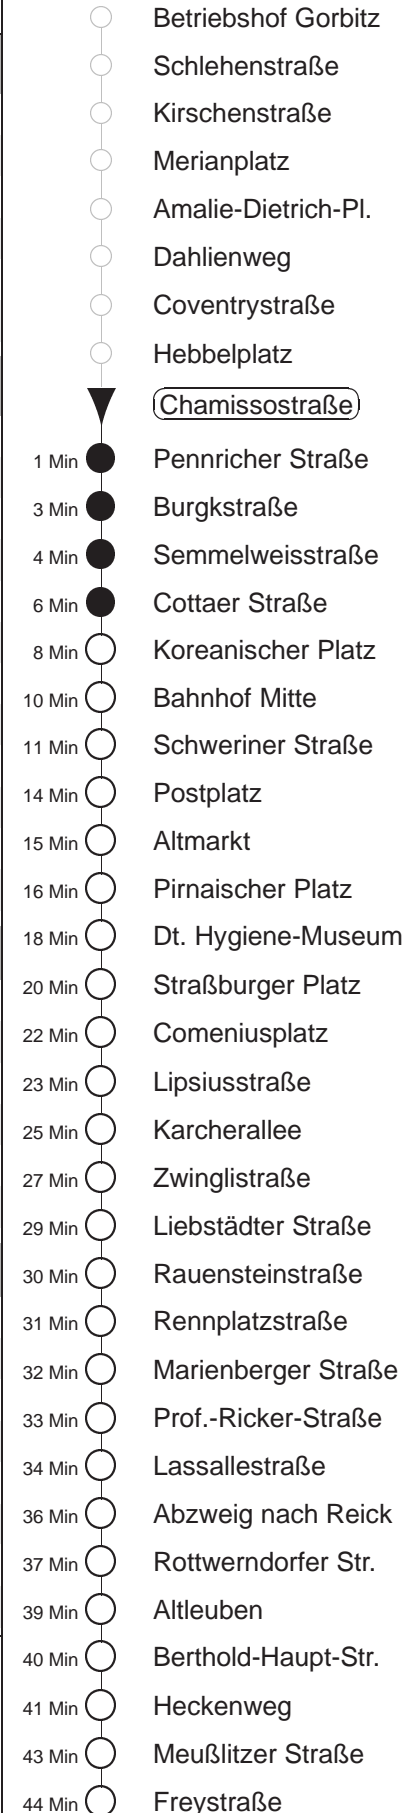 Betriebshof Gorbitz
Schlehenstraße
Kirschenstraße
Merianplatz
Amalie-Dietrich-Pl.
Dahlienweg
Coventrystraße
Hebbelplatz
Chamissostraße
1 Min Pennricher Straße
3 Min Burgkstraße
4 Min Semmelweisstraße
6 Min Cottaer Straße
8 Min Koreanischer Platz
10 Min Bahnhof Mitte
11 Min Schweriner Straße
14 Min Postplatz
15 Min Altmarkt
16 Min Pirnaischer Platz
18 Min Dt. Hygiene-Museum
20 Min Straßburger Platz
22 Min Comeniusplatz
23 Min Lipsiusstraße
25 Min Karcherallee
27 Min Zwinglistraße
29 Min Liebstädter Straße
30 Min Rauensteinstraße
31 Min Rennplatzstraße
32 Min Marienberger Straße
33 Min Prof.-Ricker-Straße
34 Min Lassallestraße
36 Min Abzweig nach Reick
37 Min Rottwerndorfer Str.
39 Min Altleuben
40 Min Berthold-Haupt-Str.
41 Min Heckenweg
43 Min Meußlitzer Straße
44 Min Freystraße